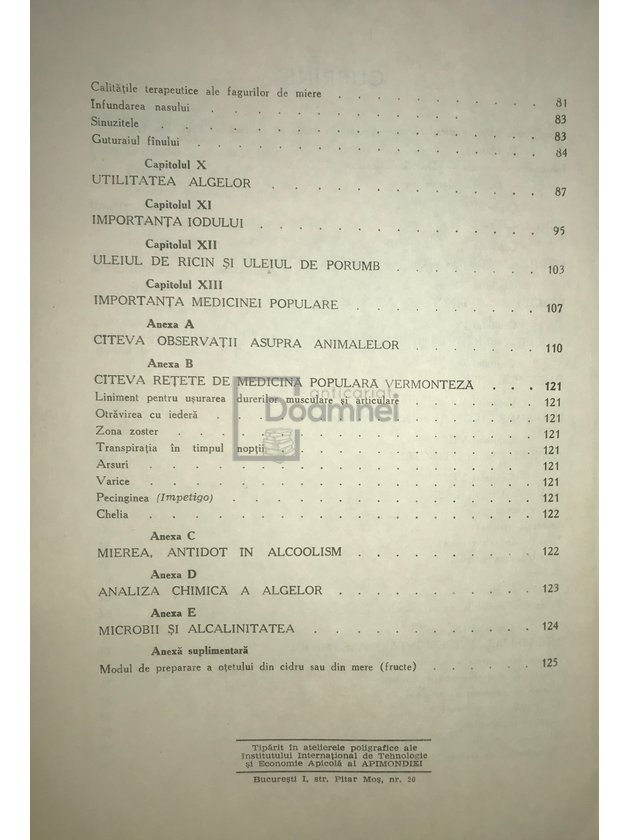 Calitățile terapeutice ale fagurilor de miere . . . . . . . 81
Infundarea nasului . . . . . . . . . . . . 83
Sinuzitele . . . . . . . . . . . . . . 83
Guturaiul finului . . . . . . . . . . . . . 84
Capitolul X
UTILITATEA ALGELOR . . . . . . . . . . . 87
Capitolul XI
IMPORTANȚA IODULUI . . . . . . . . . . . 95
Capitolul XII
ULEIUL DE RICIN ȘI ULEIUL DE PORUMB . . . . . . 103
Capitolul XIII
IMPORTANȚA MEDICINEI POPULARE . . . . . . . 107
Anexa A
CITEVA OBSERVAȚII ASUPRA ANIMALELOR . . . . . 110
Anexa B
CITEVA REȚETE DE MEDICINĂ POPULARĂ VERMONTEZĂ . . . 121
anticariat
Doamnei
Liniment pentru ușurarea durerilor musculare și articulare . . . . . 121
Otrăvirea cu iederă . . . . . . . . . . . . 121
Zona zoster . . . . . . . . . . . . . 121
Transpirația în timpul nopții . . . . . . . . . . 121
Arsuri . . . . . . . . . . . . . . . 121
Varice . . . . . . . . . . . . . . . 121
Pecinginea (Impetigo) . . . . . . . . . . . 121
Chelia . . . . . . . . . . . . . . 122
Anexa C
MIEREA, ANTIDOT IN ALCOOLISM . . . . . . . 122
Anexa D
ANALIZA CHIMICĂ A ALGELOR . . . . . . . . 123
Anexa E
MICROBII ȘI ALCALINITATEA . . . . . . . . . 124
Anexă suplimentară
Modul de preparare a oțetului din cidru sau din mere (fructe) . . . . . 125
Tipărit în atelierele poligrafice ale
Institutului Internațional de Tehnologie
și Economie Apicolă al APIMONDIEI
București I, str. Pitar Moș, nr. 20